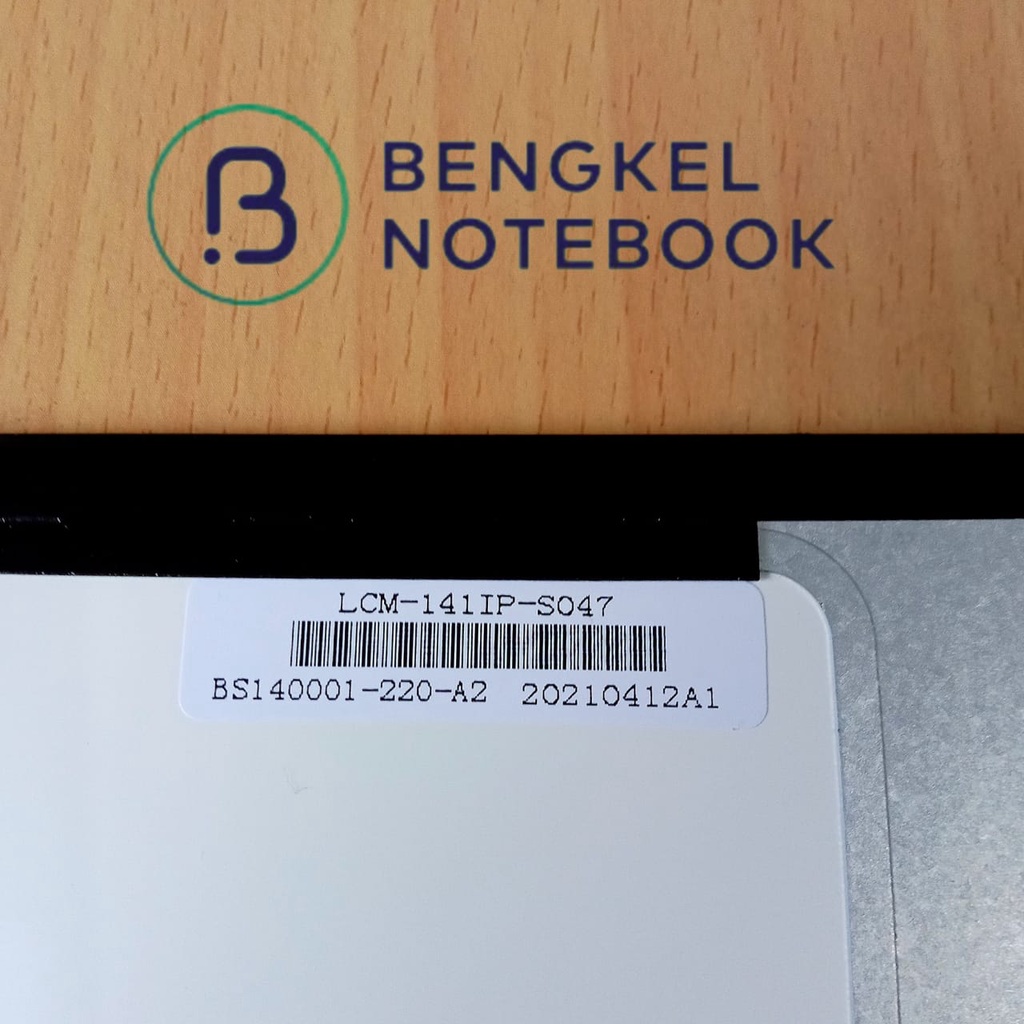 BENGKEL
NOTEBOOK
LCM-141IP-S047
BS140001-220-A2 20210412A1